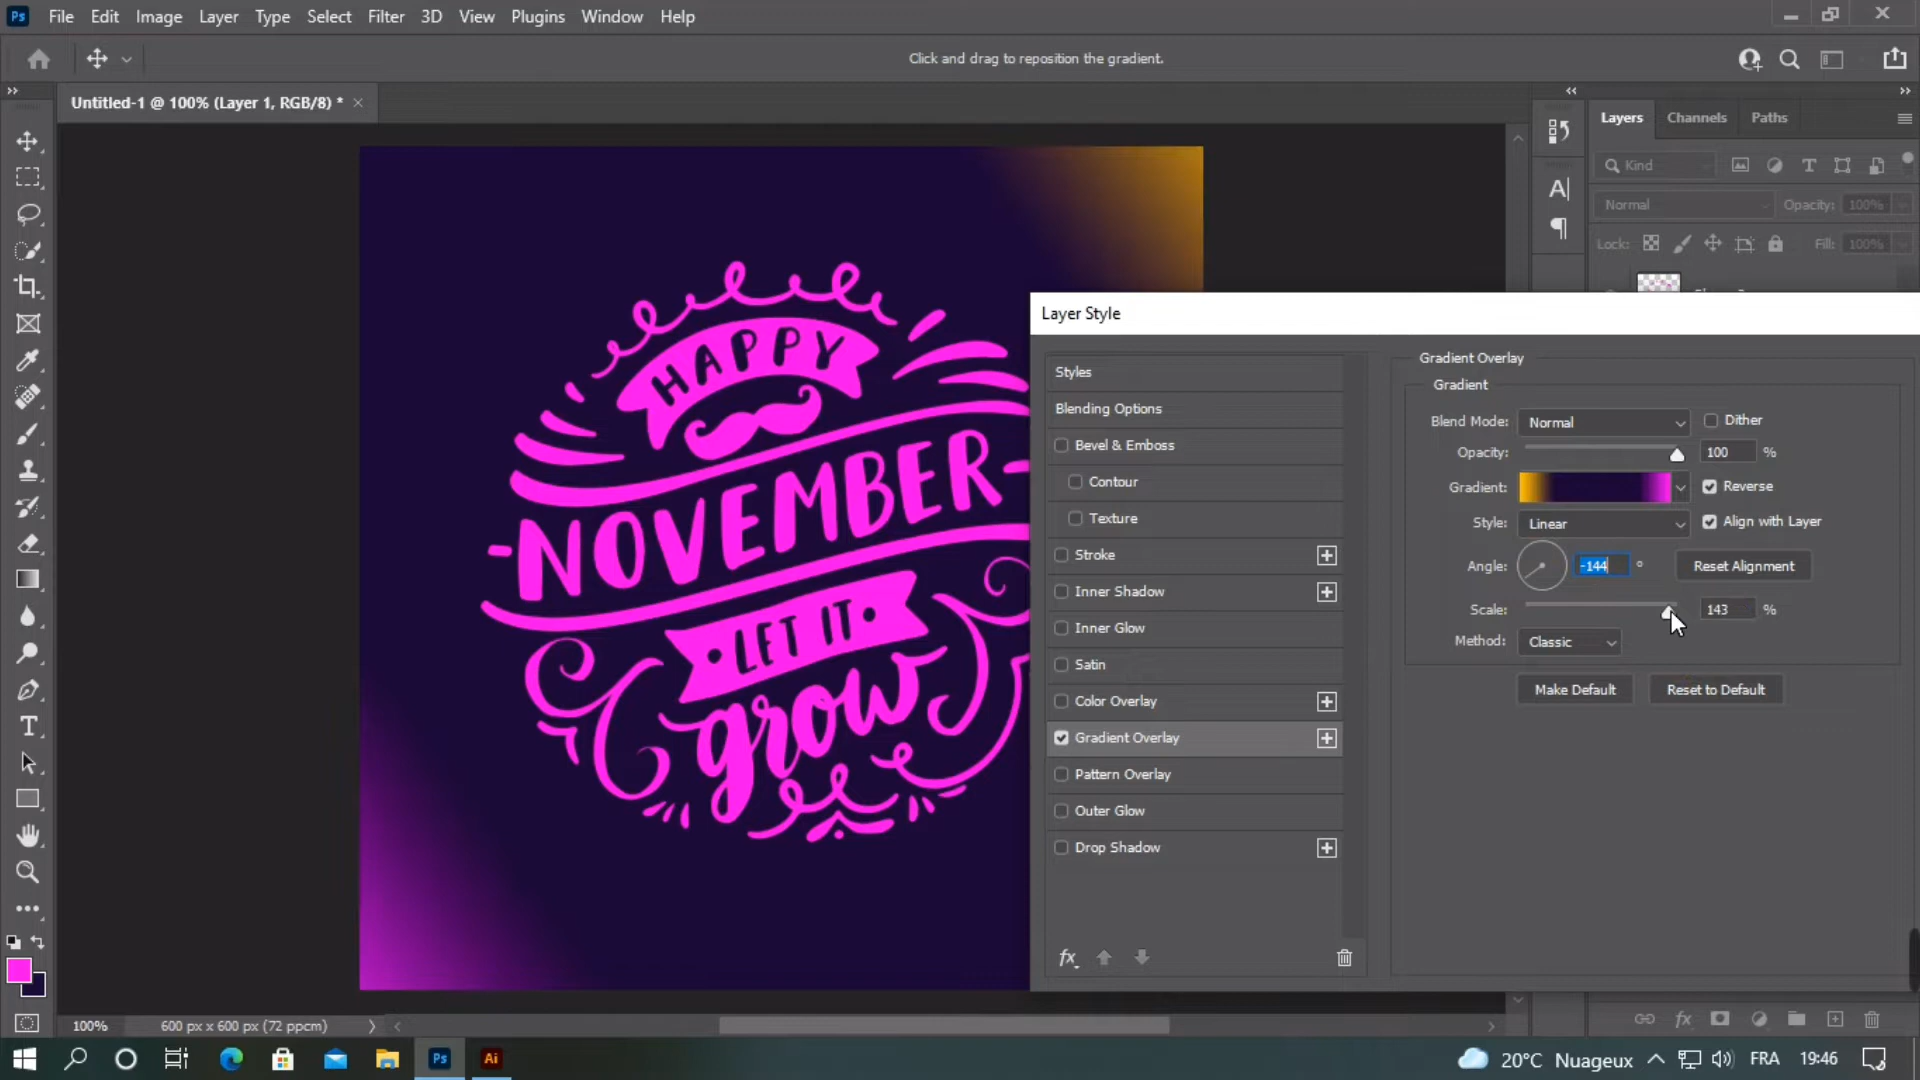 Ps File Edit Image Layer Type Select Filter 3D View Plugins Window Help
Click and drag to reposition the gradient.
Untitled-1 @ 100% (Layer 1, RGB/8) * ×
Layers Channels Paths
Kind
Normal Opacity: 100%
Lock: Fill: 100%
HAPPY
-NOVEMBER-
·LET IT·
grow
Layer Style
Styles
Blending Options
Bevel & Emboss
Contour
Texture
Stroke
Inner Shadow
Inner Glow
Satin
Color Overlay
Gradient Overlay
Pattern Overlay
Outer Glow
Drop Shadow
fx
Gradient Overlay
Gradient
Blend Mode: Normal Dither
Opacity: 100 %
Gradient: Reverse
Style: Linear Align with Layer
Angle: -144 ° Reset Alignment
Scale: 143 %
Method: Classic
Make Default Reset to Default
100% 600 px x 600 px (72 ppcm)
fx
Ps Ai 20°C Nuageux FRA 19:46